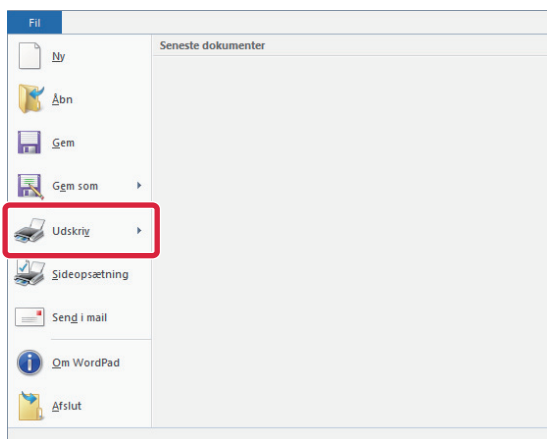 Fil
Seneste dokumenter
Ny
Åbn
Gem
Gem som
Udskriv
Sideopsætning
Send i mail
Om WordPad
Afslut